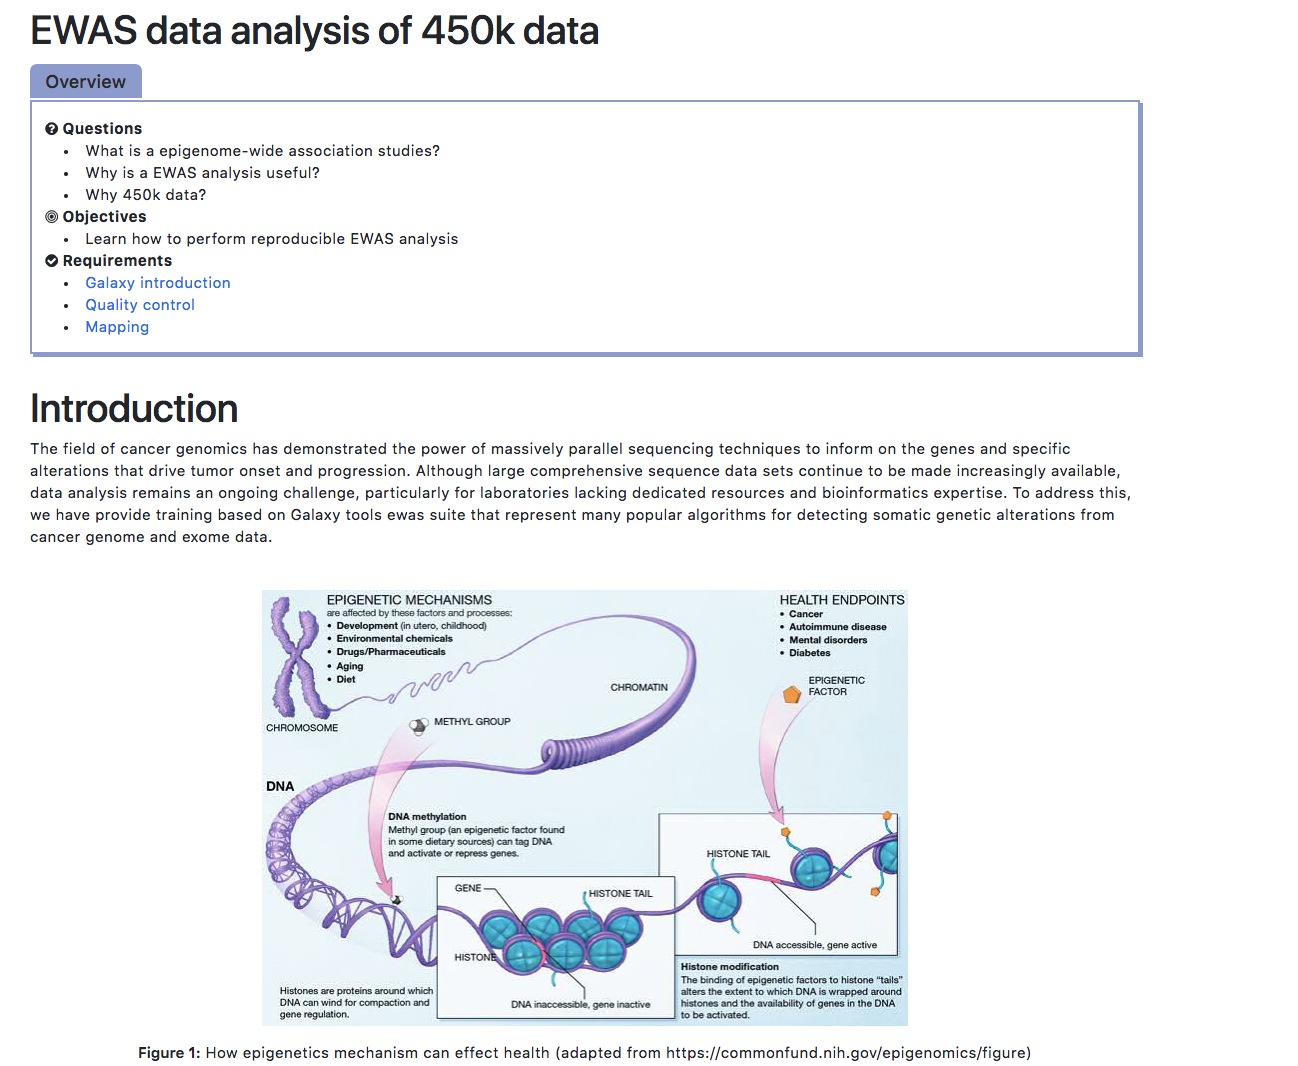 EWAS data analysis of 450k data
Overview
Questions
What is a epigenome-wide association studies?
Why is a EWAS analysis useful?
Why 450k data?
Objectives
Learn how to perform reproducible EWAS analysis
Requirements
Galaxy introduction
Quality control
Mapping
Introduction
The field of cancer genomics has demonstrated the power of massively parallel sequencing techniques to inform on the genes and specific
alterations that drive tumor onset and progression. Although large comprehensive sequence data sets continue to be made increasingly available,
data analysis remains an ongoing challenge, particularly for laboratories lacking dedicated resources and bioinformatics expertise. To address this,
we have provide training based on Galaxy tools ewas suite that represent many popular algorithms for detecting somatic genetic alterations from
cancer genome and exome data.
EPIGENETIC MECHANISMS
are affected by these factors and processes:
• Development (in utero, childhood)
• Environmental chemicals
• Drugs/Pharmaceuticals
• Aging
• Diet
HEALTH ENDPOINTS
• Cancer
• Autoimmune disease
• Mental disorders
• Diabetes
EPIGENETIC
FACTOR
CHROMATIN
CHROMOSOME
METHYL GROUP
DNA
DNA methylation
Methyl group (an epigenetic factor found
in some dietary sources) can tag DNA
and activate or repress genes.
HISTONE TAIL
GENE
HISTONE TAIL
DNA accessible, gene active
HISTONE
DNA inaccessible, gene inactive
Histones are proteins around which
DNA can wind for compaction and
gene regulation.
Histone modification
The binding of epigenetic factors to histone “tails”
alters the extent to which DNA is wrapped around
histones and the availability of genes in the DNA
to be activated.
Figure 1: How epigenetics mechanism can effect health (adapted from https://commonfund.nih.gov/epigenomics/figure)